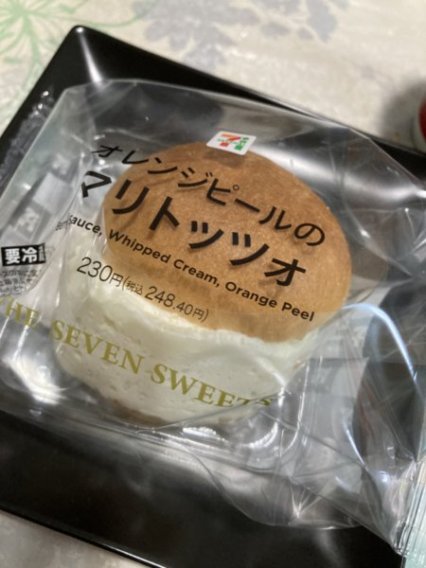 オレンジピールの
マリトッツオ
Sauce, Whipped Cream, Orange Peel
230円(税込 248.40円)
要冷
THE SEVEN SWEETS